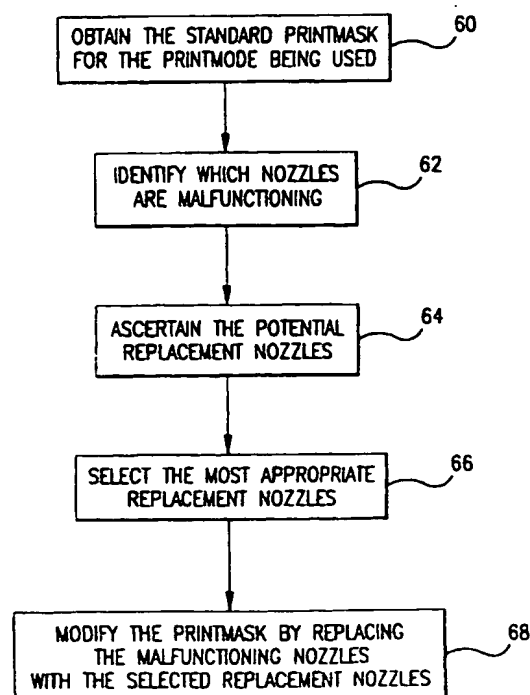 OBTAIN THE STANDARD PRINTMASK
FOR THE PRINTMODE BEING USED
60
IDENTIFY WHICH NOZZLES
ARE MALFUNCTIONING
62
ASCERTAIN THE POTENTIAL
REPLACEMENT NOZZLES
64
SELECT THE MOST APPROPRIATE
REPLACEMENT NOZZLES
66
MODIFY THE PRINTMASK BY REPLACING
THE MALFUNCTIONING NOZZLES
WITH THE SELECTED REPLACEMENT NOZZLES
68